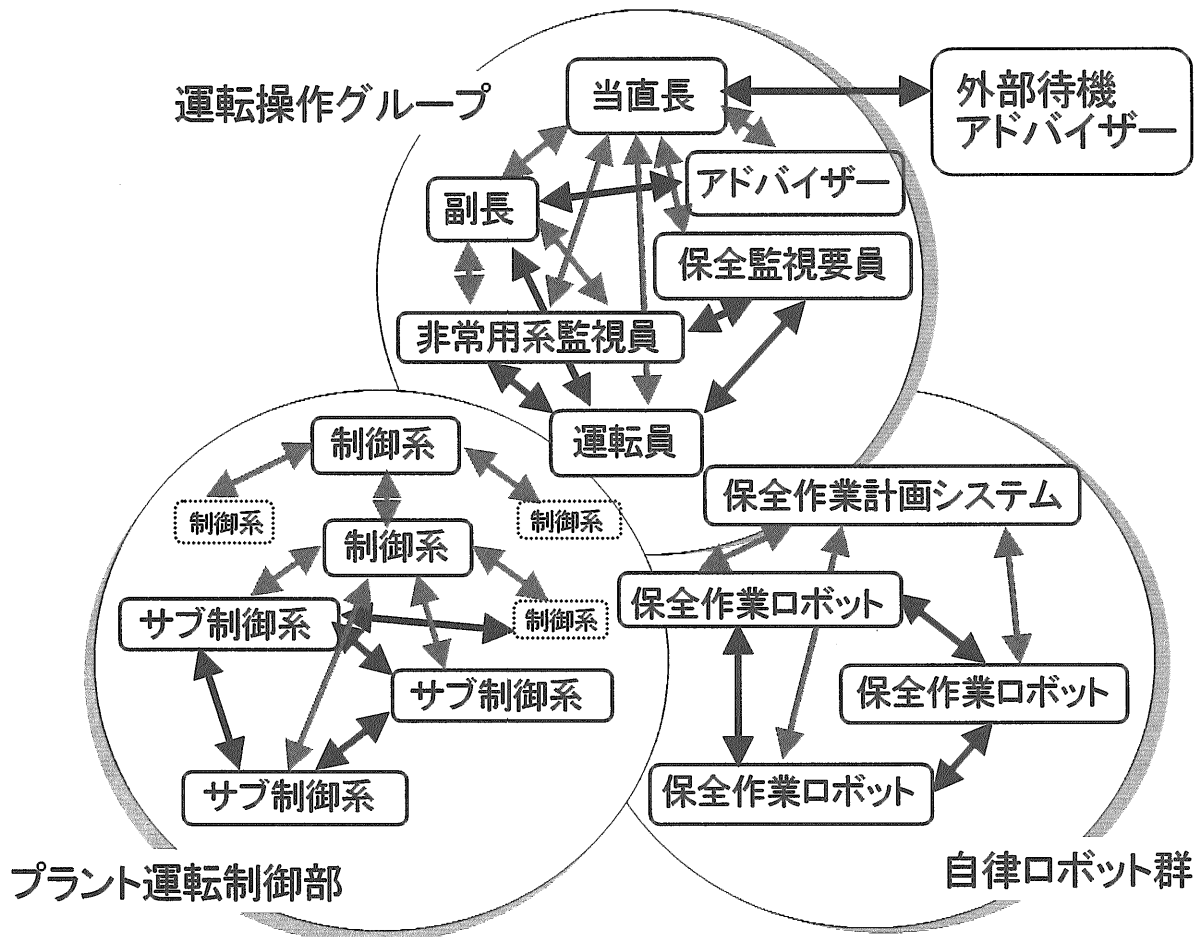 運転操作グループ
当直長
外部待機
アドバイザー
アドバイザー
副長
保全監視要員
非常用系監視員
運転員
制御系
制御系
制御系
制御系
制御系
サブ制御系
サブ制御系
サブ制御系
保全作業計画システム
保全作業ロボット
保全作業ロボット
保全作業ロボット
プラント運転制御部
自律ロボット群